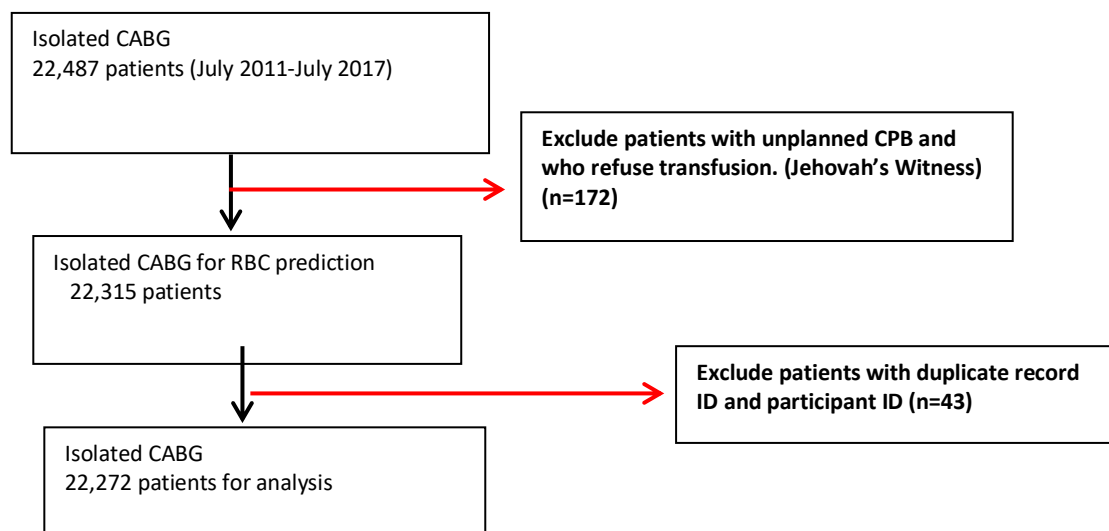 Isolated CABG
22,487 patients (July 2011-July 2017)
Exclude patients with unplanned CPB and
who refuse transfusion. (Jehovah’s Witness)
(n=172)
Isolated CABG for RBC prediction
22,315 patients
Exclude patients with duplicate record
ID and participant ID (n=43)
Isolated CABG
22,272 patients for analysis